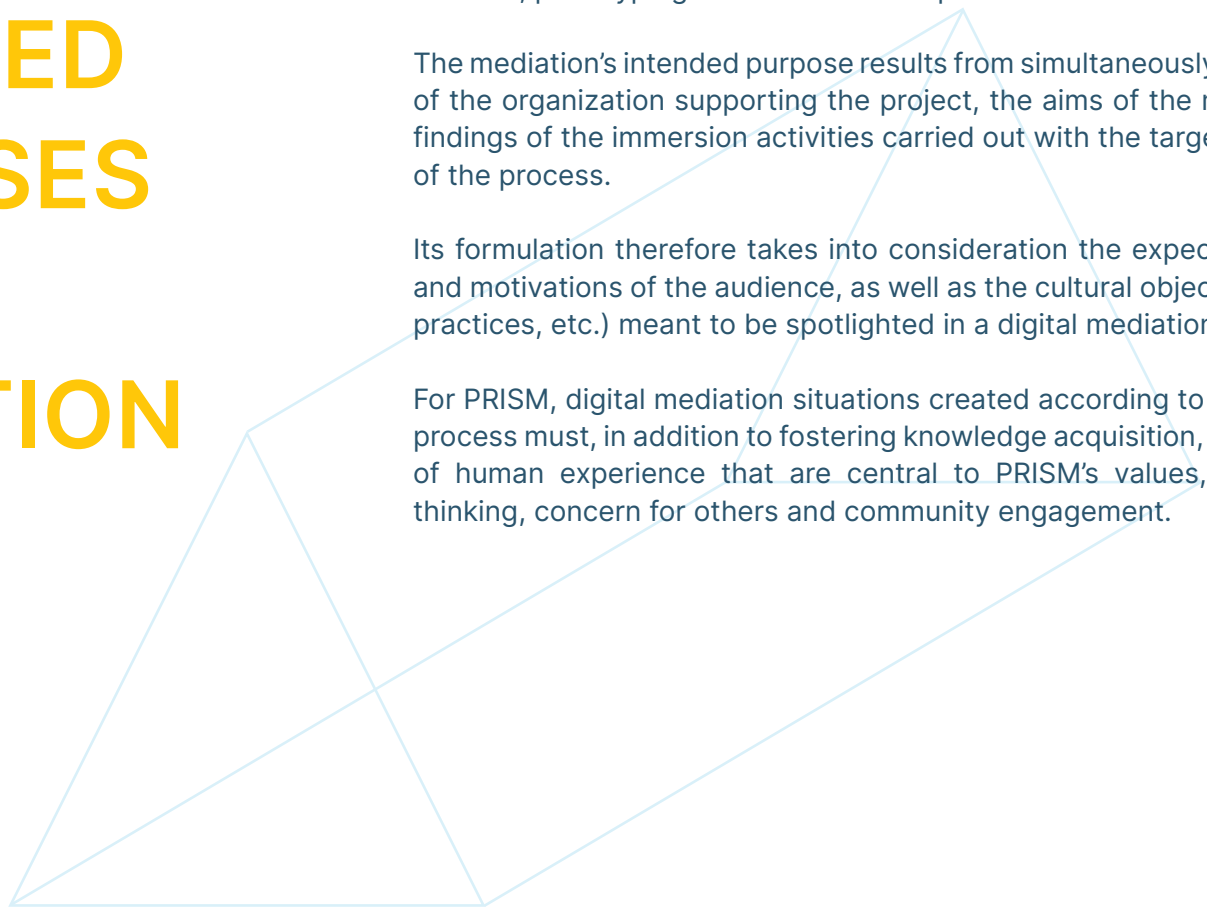 ED
SES
TION
The mediation's intended purpose results from simultaneously
of the organization supporting the project, the aims of the
findings of the immersion activities carried out with the
of the process.
Its formulation therefore takes into consideration the
and motivations of the audience, as well as the cultural
practices, etc.) meant to be spotlighted in a digital mediation
For PRISM, digital mediation situations created according to
process must, in addition to fostering knowledge acquisition,
of human experience that are central to PRISM's values,
thinking, concern for others and community engagement.